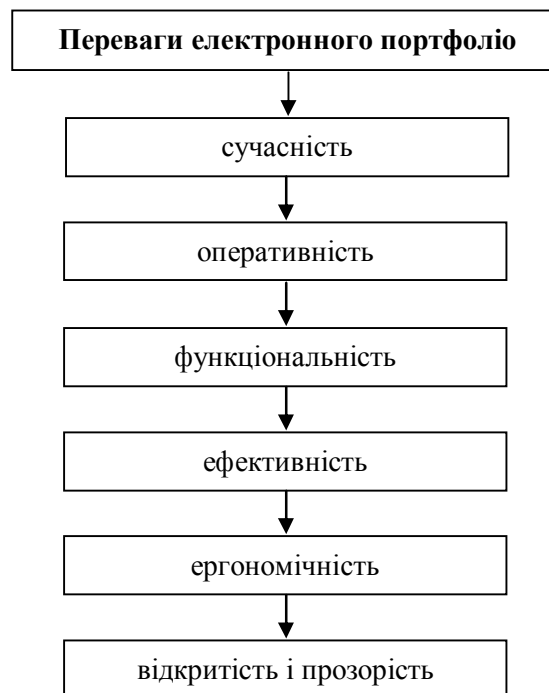 Переваги електронного портфоліо
сучасність
оперативність
функціональність
ефективність
ергономічність
відкритість і прозорість